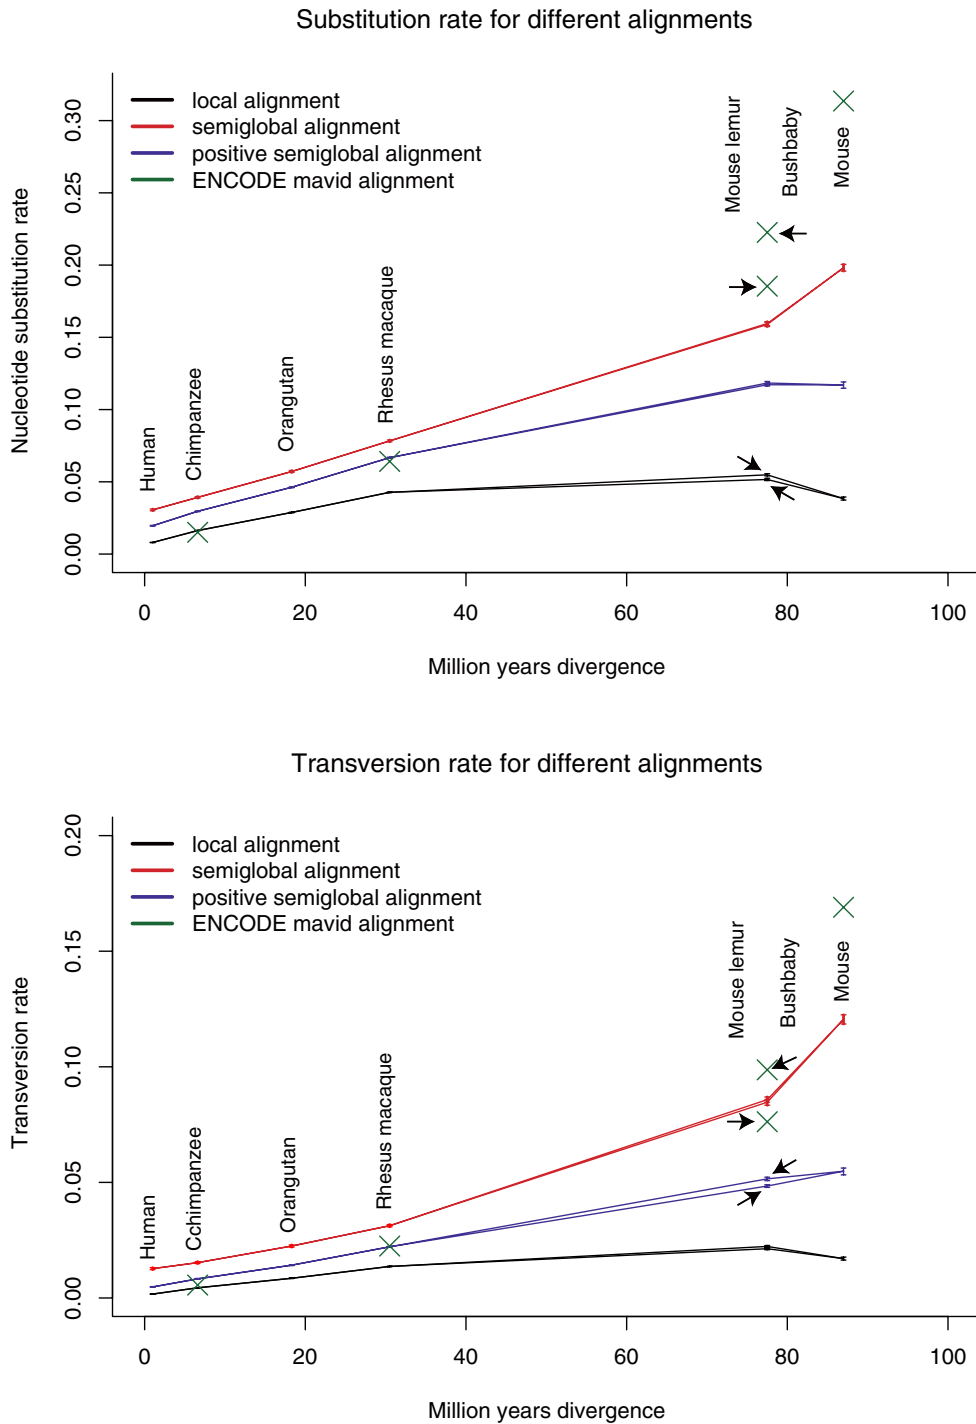 Substitution rate for different alignments
local alignment
semiglobal alignment
positive semiglobal alignment
ENCODE mavid alignment
Nucleotide substitution rate
0.00
0.05
0.10
0.15
0.20
0.25
0.30
Human
Chimpanzee
Orangutan
Rhesus macaque
Mouse lemur
Bushbaby
Mouse
0 20 40 60 80 100
Million years divergence
Transversion rate for different alignments
local alignment
semiglobal alignment
positive semiglobal alignment
ENCODE mavid alignment
Transversion rate
0.00
0.05
0.10
0.15
0.20
Human
Cchimpanzee
Orangutan
Rhesus macaque
Mouse lemur
Bushbaby
Mouse
0 20 40 60 80 100
Million years divergence